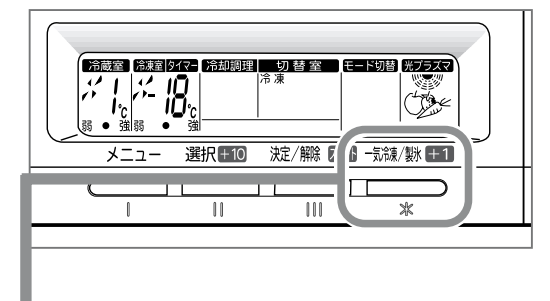 冷蔵室 冷凍室 タイマー 冷却調理 切替室 モード切替 光プラズマ
冷凍
1℃ -18℃
弱 ● 強 弱 ● 強
メニュー 選択+10 決定/解除 一気冷凍/製氷+1
I II III